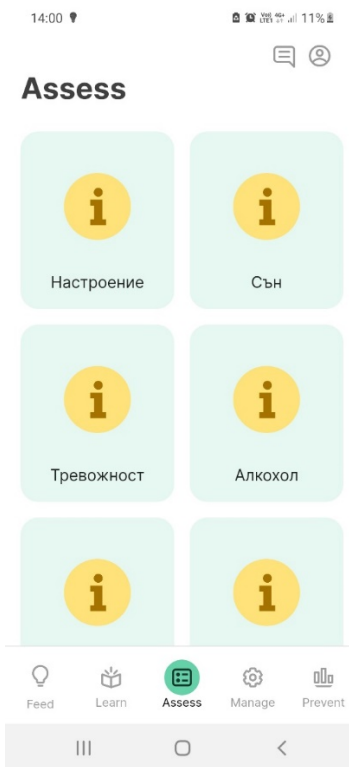 14:00
11%
Assess
Настроение
Сън
Тревожност
Алкохол
Feed
Learn
Assess
Manage
Prevent